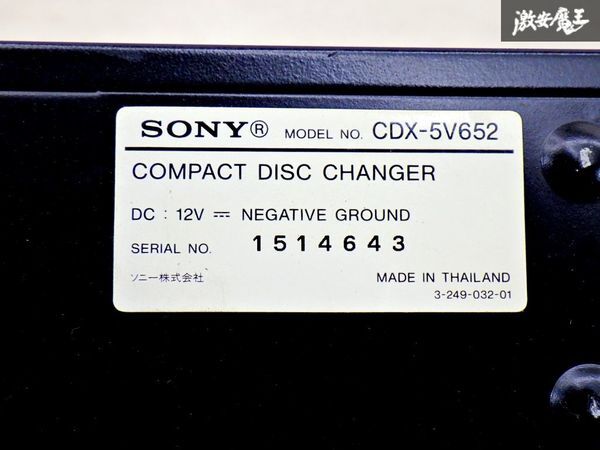 激安魔王
SONY® MODEL NO. CDX-5V652
COMPACT DISC CHANGER
DC : 12V ⎓ NEGATIVE GROUND
SERIAL NO. 1514643
ソニー株式会社 MADE IN THAILAND
3-249-032-01